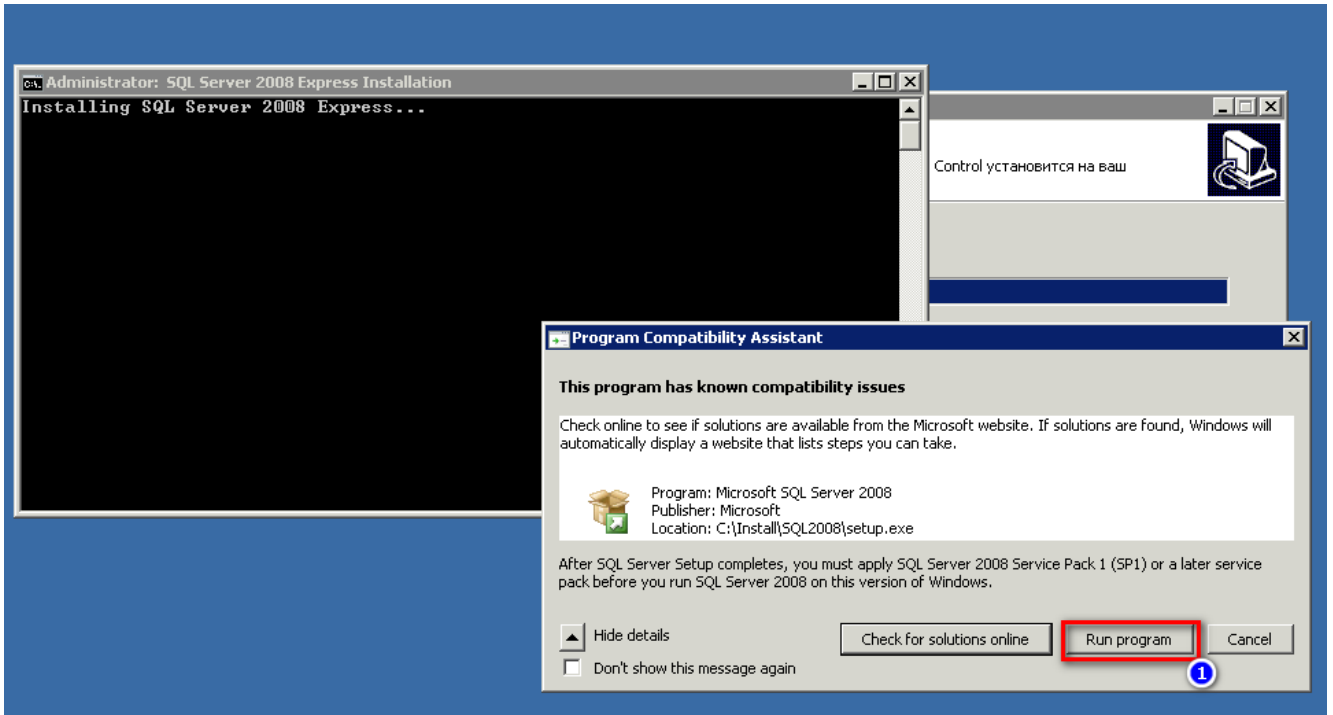 Administrator: SQL Server 2008 Express Installation
Installing SQL Server 2008 Express...
Control установится на ваш
Program Compatibility Assistant
This program has known compatibility issues
Check online to see if solutions are available from the Microsoft website. If solutions are found, Windows will
automatically display a website that lists steps you can take.
Program: Microsoft SQL Server 2008
Publisher: Microsoft
Location: C:\Install\SQL2008\setup.exe
After SQL Server Setup completes, you must apply SQL Server 2008 Service Pack 1 (SP1) or a later service
pack before you run SQL Server 2008 on this version of Windows.
Hide details
Check for solutions online
Run program
Cancel
1
Don't show this message again